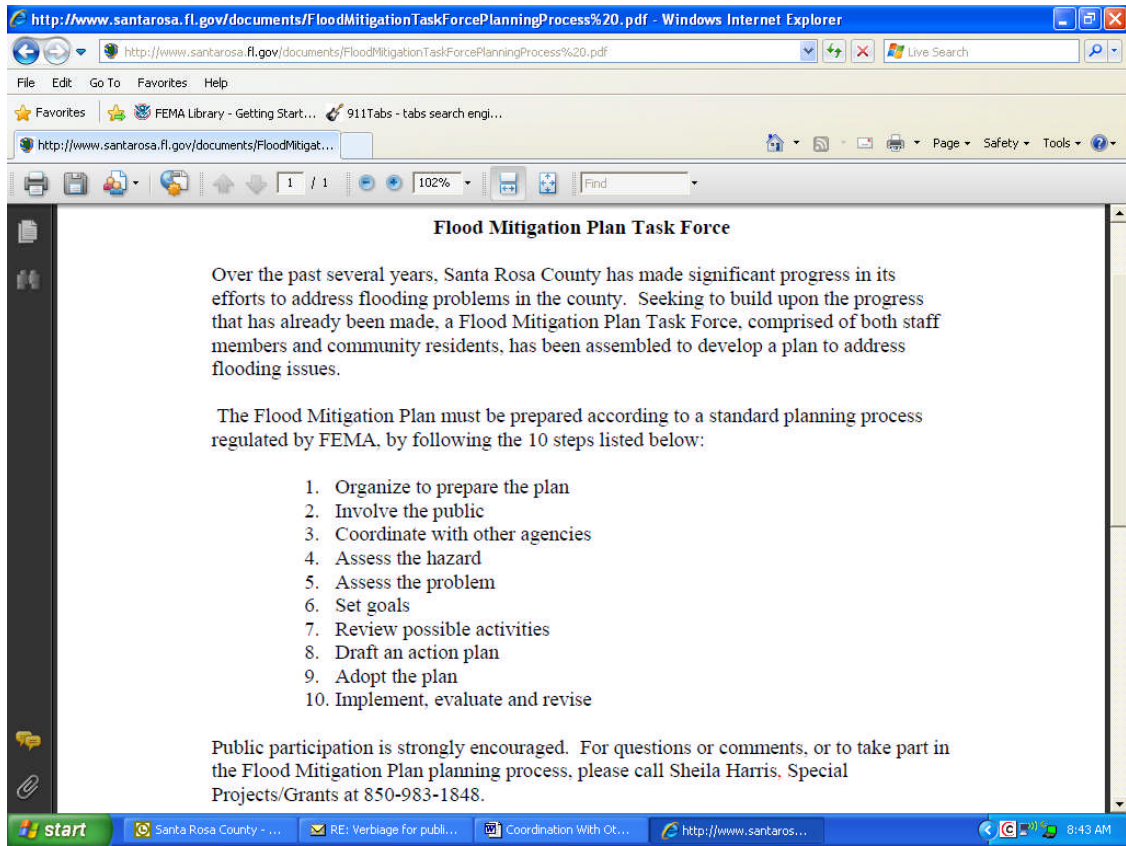 http://www.santarosa.fl.gov/documents/FloodMitigationTaskForcePlanningProcess%20.pdf - Windows Internet Explorer
http://www.santarosa.fl.gov/documents/FloodMitigationTaskForcePlanningProcess%20.pdf
Live Search
File Edit Go To Favorites Help
Favorites FEMA Library - Getting Start... 911Tabs - tabs search engi...
http://www.santarosa.fl.gov/documents/FloodMitigat... Page Safety Tools
1 / 1 102% Find
Flood Mitigation Plan Task Force
Over the past several years, Santa Rosa County has made significant progress in its
efforts to address flooding problems in the county. Seeking to build upon the progress
that has already been made, a Flood Mitigation Plan Task Force, comprised of both staff
members and community residents, has been assembled to develop a plan to address
flooding issues.
The Flood Mitigation Plan must be prepared according to a standard planning process
regulated by FEMA, by following the 10 steps listed below:
1. Organize to prepare the plan
2. Involve the public
3. Coordinate with other agencies
4. Assess the hazard
5. Assess the problem
6. Set goals
7. Review possible activities
8. Draft an action plan
9. Adopt the plan
10. Implement, evaluate and revise
Public participation is strongly encouraged. For questions or comments, or to take part in
the Flood Mitigation Plan planning process, please call Sheila Harris, Special
Projects/Grants at 850-983-1848.
start Santa Rosa County - ... RE: Verbiage for publi... Coordination With Ot... http://www.santaros... 8:43 AM